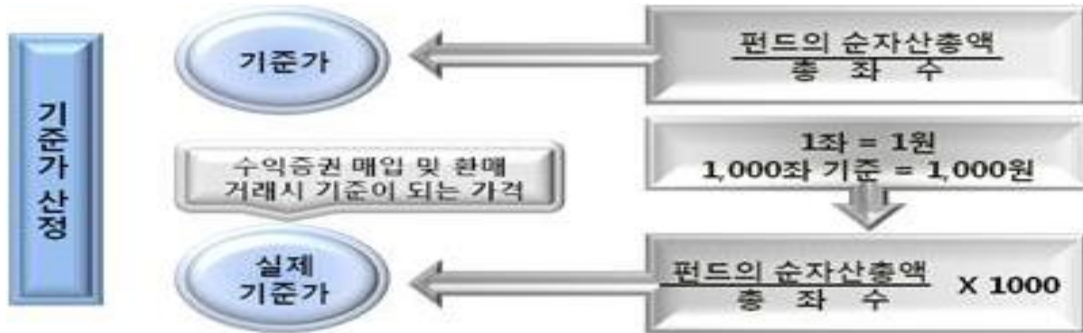 기준가 산정
기준가
펀드의 순자산총액
총 좌 수
수익증권 매입 및 환매
거래시 기준이 되는 가격
1좌 = 1원
1,000좌 기준 = 1,000원
실제
기준가
펀드의 순자산총액
총 좌 수
X 1000